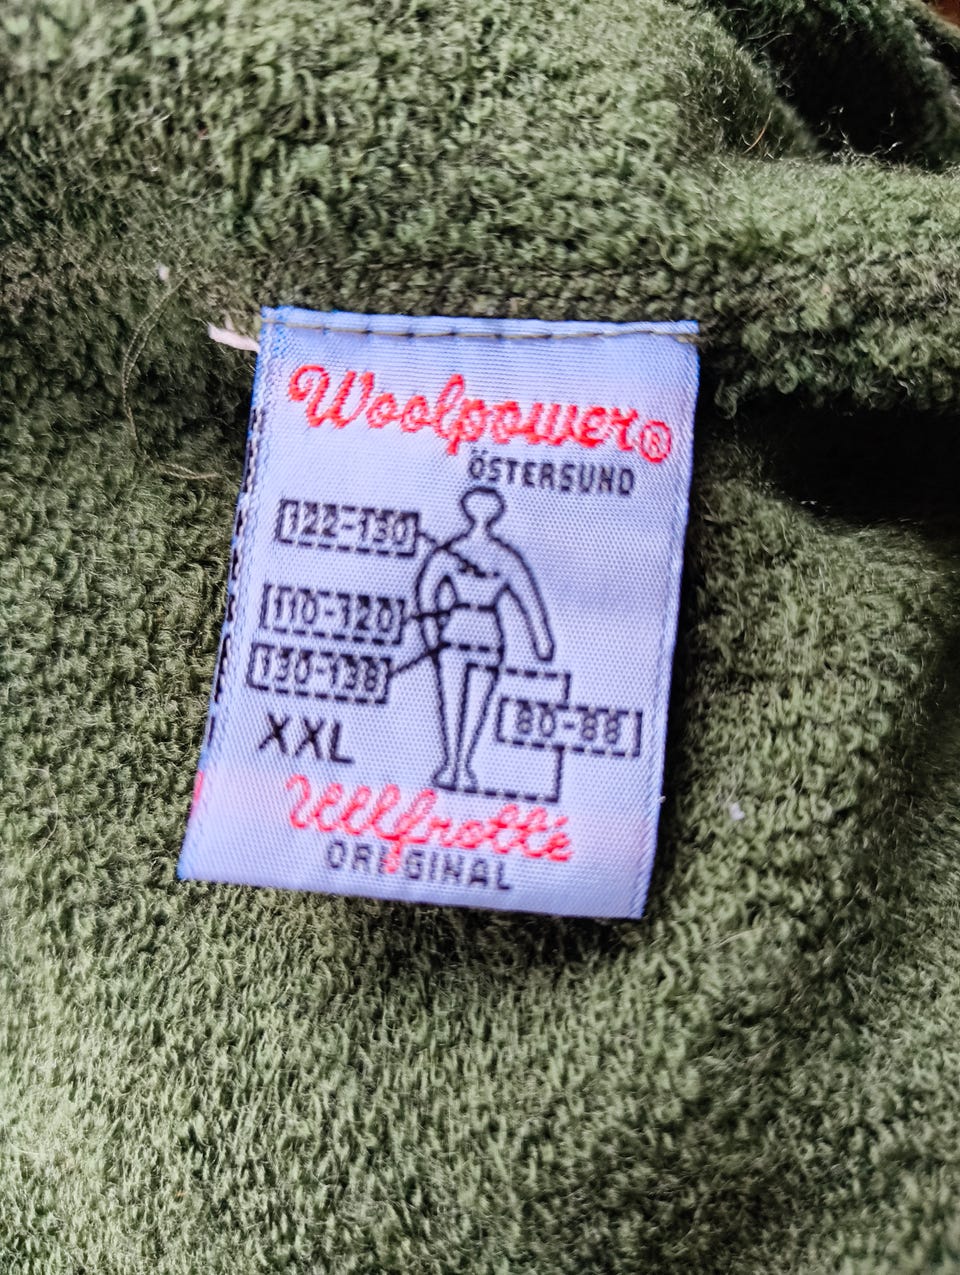 Woolpower®
ÖSTERSUND
122-130
110-120
130-138
80-88
XXL
Ullfrotté
ORIGINAL